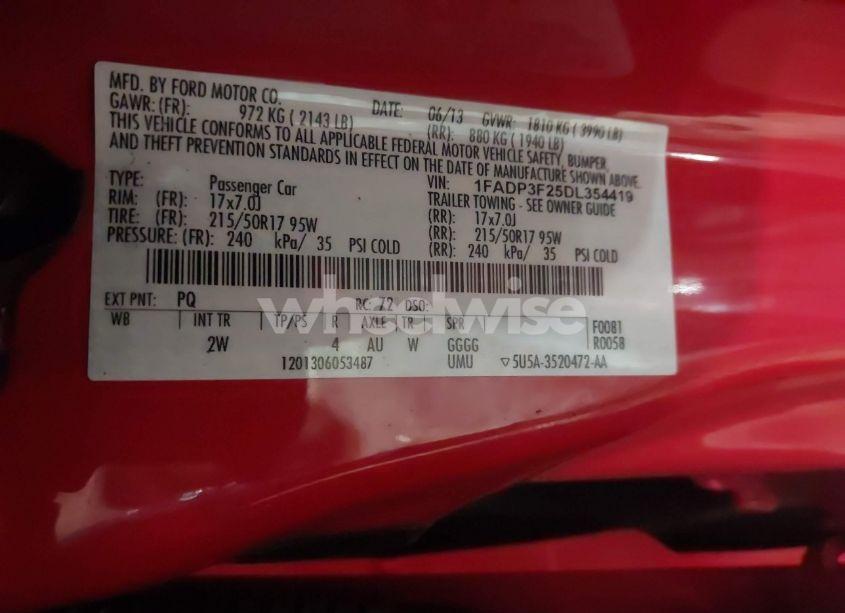 MFD. BY FORD MOTOR CO. DATE: 06/13 GVWR: 1810 KG ( 3990 LB)
GAWR: (FR): 972 KG ( 2143 LB) (RR): 880 KG ( 1940 LB)
THIS VEHICLE CONFORMS TO ALL APPLICABLE FEDERAL MOTOR VEHICLE SAFETY, BUMPER,
AND THEFT PREVENTION STANDARDS IN EFFECT ON THE DATE OF MANUFACTURE SHOWN ABOVE.
TYPE: Passenger Car VIN: 1FADP3F25DL354419
TRAILER TOWING - SEE OWNER GUIDE
RIM: (FR): 17x7.0J (RR): 17x7.0J
TIRE: (FR): 215/50R17 95W (RR): 215/50R17 95W
PRESSURE: (FR): 240 kPa/ 35 PSI COLD (RR): 240 kPa/ 35 PSI COLD
EXT PNT: PQ RC: 72 DSO:
wheelwise
WB INT TR TP/PS R AXLE TR SPR F0081
2W 4 AU W GGGG R0058
1201306053487 UMU ▽5U5A-3520472-AA